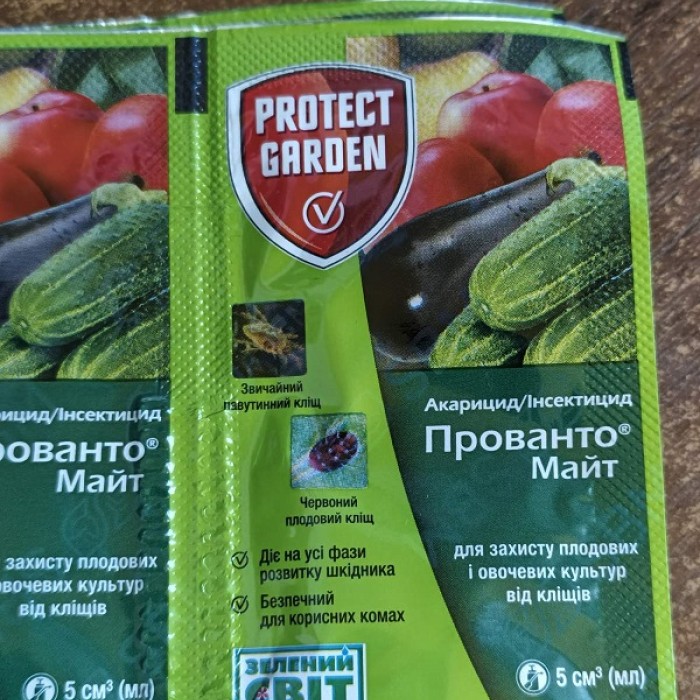 PROTECT
GARDEN
Звичайний
павутинний кліщ
Червоний
плодовий кліщ
Діє на усі фази
розвитку шкідника
Безпечний
для корисних комах
ЗЕЛЕНИЙ
СВІТ
Акарицид/Інсектицид
Прованто®
Майт
для захисту плодових
і овочевих культур
від кліщів
5 см³ (мл)
ицид/Інсектицид
рованто®
Майт
захисту плодових
овочевих культур
від кліщів
5 см³ (мл)